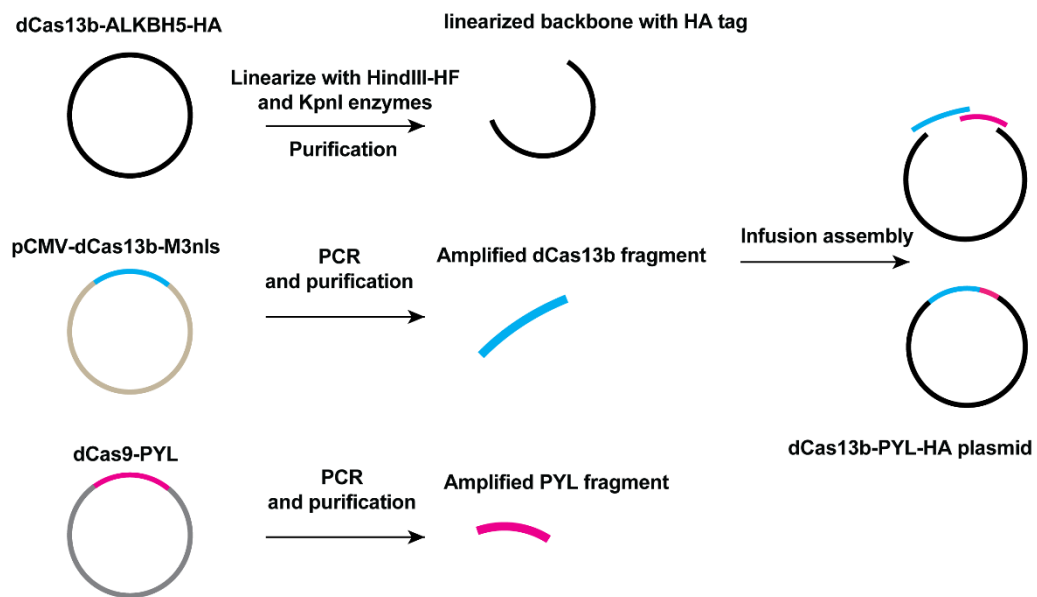 dCas13b-ALKBH5-HA
Linearize with HindIII-HF
and KpnI enzymes
Purification
linearized backbone with HA tag
pCMV-dCas13b-M3nls
PCR
and purification
Amplified dCas13b fragment
Infusion assembly
dCas9-PYL
PCR
and purification
Amplified PYL fragment
dCas13b-PYL-HA plasmid